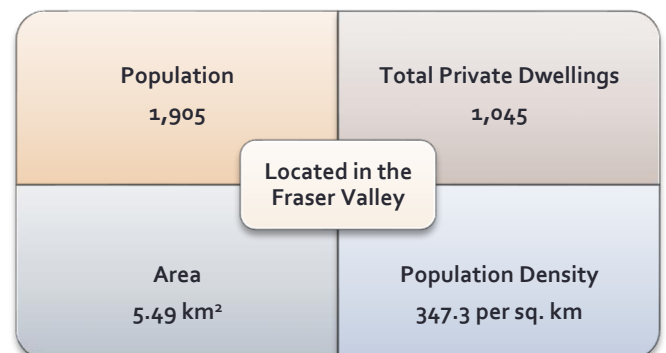 Population
1,905
Total Private Dwellings
1,045
Located in the
Fraser Valley
Area
5.49 km²
Population Density
347.3 per sq. km